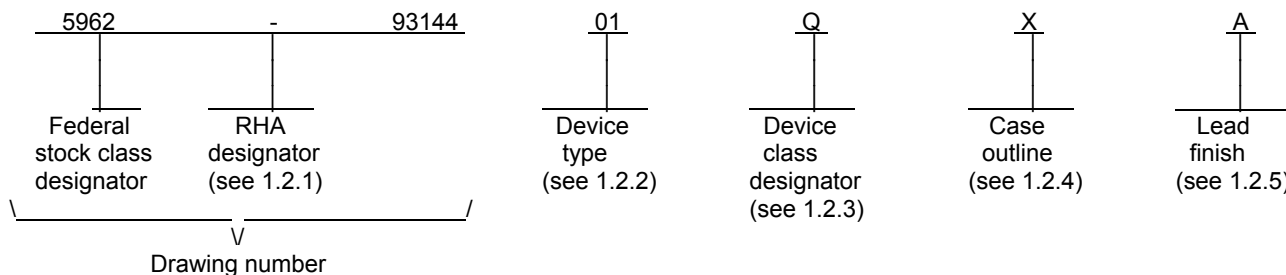 5962 - 93144 01 Q X A
Federal stock class designator
RHA designator (see 1.2.1)
Device type (see 1.2.2)
Device class designator (see 1.2.3)
Case outline (see 1.2.4)
Lead finish (see 1.2.5)
\ /
\/
Drawing number